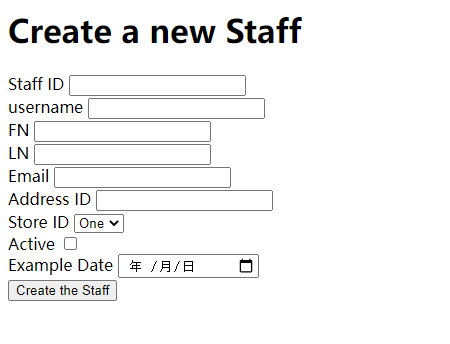 Create a new Staff
Staff ID
username
FN
LN
Email
Address ID
Store ID One
Active
Example Date 年 /月/日
Create the Staff